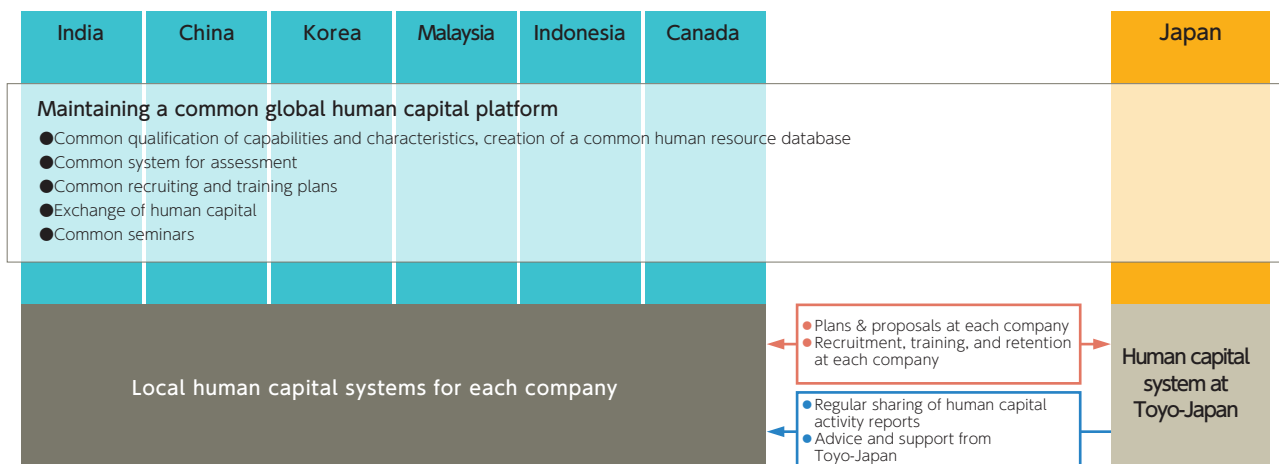 India
China
Korea
Malaysia
Indonesia
Canada
Japan
Maintaining a common global human capital platform
●Common qualification of capabilities and characteristics, creation of a common human resource database
●Common system for assessment
●Common recruiting and training plans
●Exchange of human capital
●Common seminars
Local human capital systems for each company
● Plans & proposals at each company
● Recruitment, training, and retention
at each company
● Regular sharing of human capital
activity reports
● Advice and support from
Toyo-Japan
Human capital
system at
Toyo-Japan